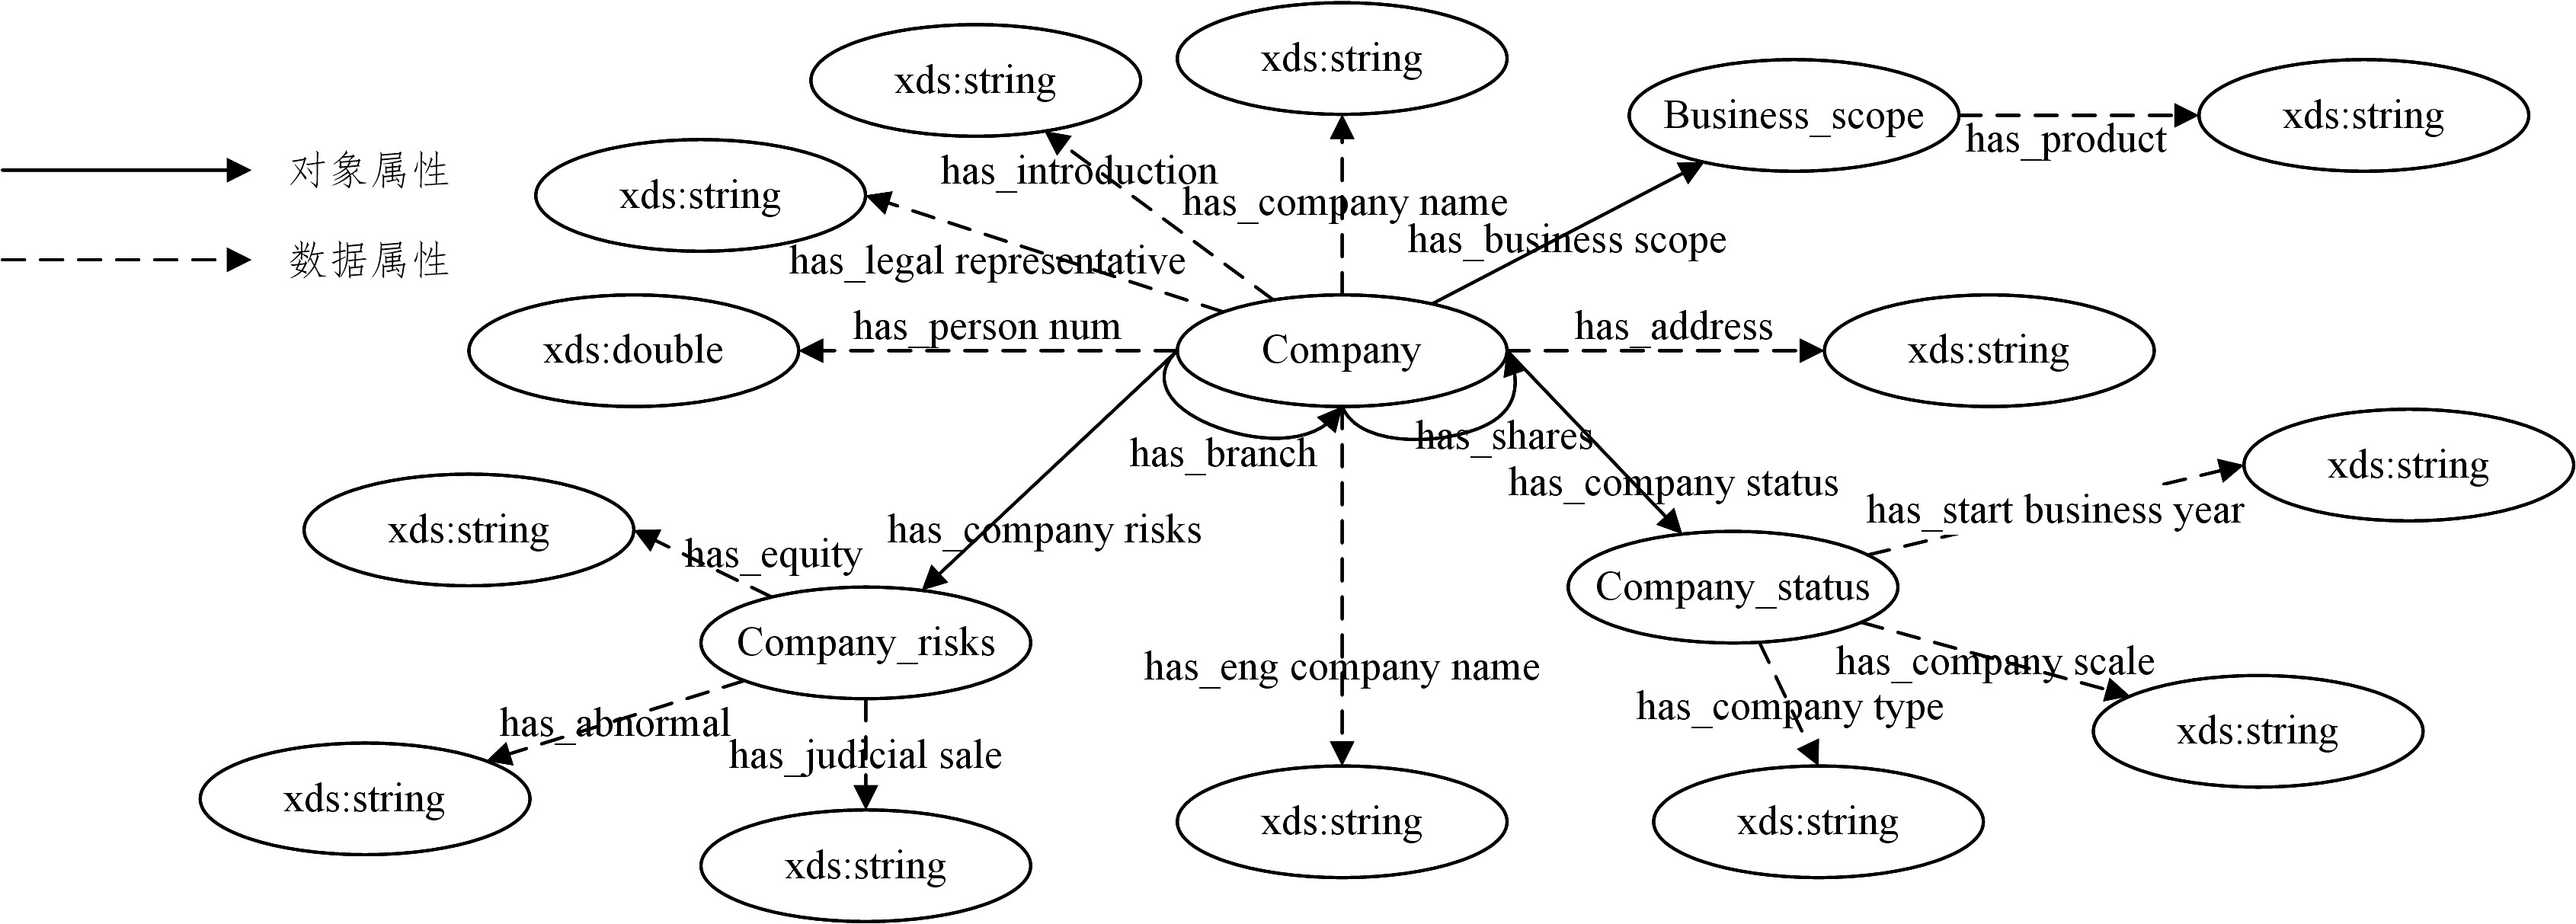 xds:string
xds:string
Business_scope
xds:string
has_product
对象属性
has_introduction
xds:string
has_company name
has_business scope
数据属性
has_legal representative
has_person num
has_address
xds:double
Company
xds:string
has_branch
has_shares
has_company status
xds:string
has_start business year
xds:string
has_equity
has_company risks
Company_status
Company_risks
has_eng company name
has_company scale
has_company type
has_abnormal
has_judicial sale
xds:string
xds:string
xds:string
xds:string
xds:string